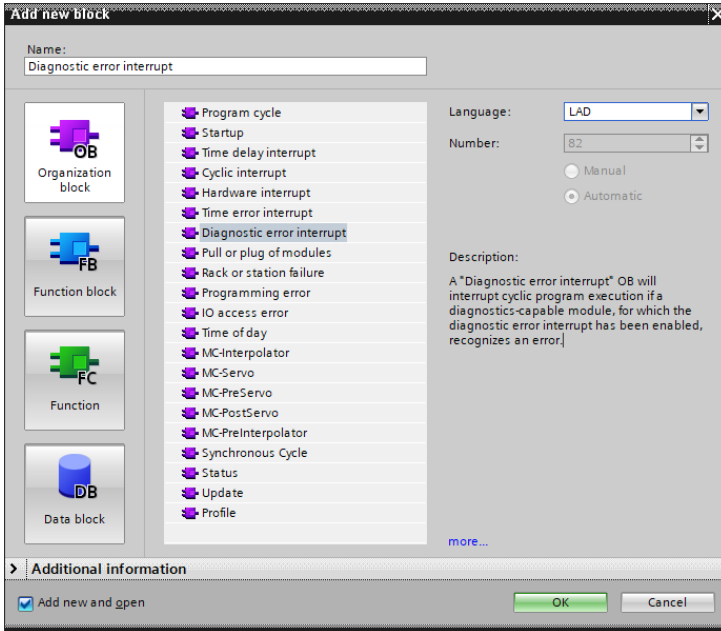 Add new block
Name:
Diagnostic error interrupt
OB
Organization
block
FB
Function block
FC
Function
DB
Data block
Program cycle
Startup
Time delay interrupt
Cyclic interrupt
Hardware interrupt
Time error interrupt
Diagnostic error interrupt
Pull or plug of modules
Rack or station failure
Programming error
IO access error
Time of day
MC-Interpolator
MC-Servo
MC-PreServo
MC-PostServo
MC-PreInterpolator
Synchronous Cycle
Status
Update
Profile
Language: LAD
Number: 82
Manual
Automatic
Description:
A "Diagnostic error interrupt" OB will
interrupt cyclic program execution if a
diagnostics-capable module, for which the
diagnostic error interrupt has been enabled,
recognizes an error.
more...
Additional information
Add new and open
OK Cancel